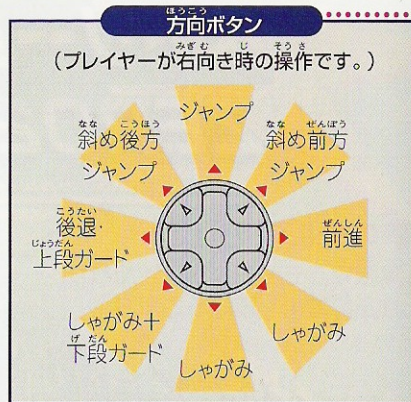 方向ボタン
(プレイヤーが右向き時の操作です。)
ジャンプ
斜め後方
ジャンプ
斜め前方
ジャンプ
後退・
上段ガード
前進
しゃがみ+
下段ガード
しゃがみ
しゃがみ